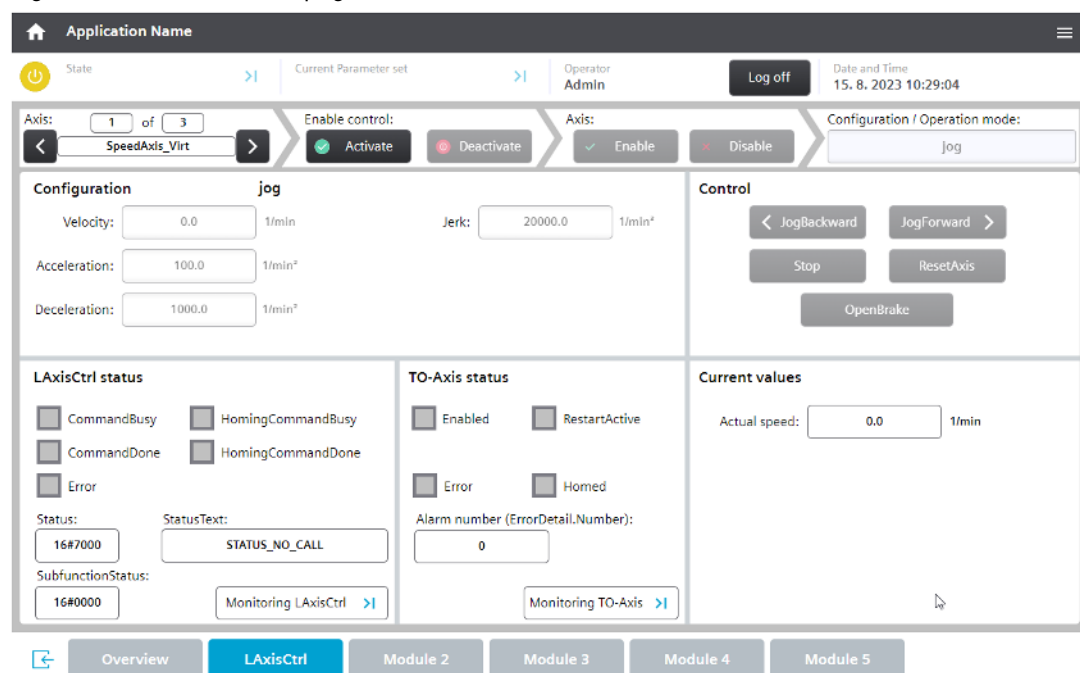 Application Name
State
Current Parameter set
Operator
Admin
Log off
Date and Time
15. 8. 2023 10:29:04
Axis:
1 of 3
SpeedAxis_Virt
Enable control:
Activate
Deactivate
Axis:
Enable
Disable
Configuration / Operation mode:
jog
Configuration jog
Velocity: 0.0 1/min
Jerk: 20000.0 1/min³
Acceleration: 100.0 1/min²
Deceleration: 1000.0 1/min²
Control
JogBackward JogForward
Stop ResetAxis
OpenBrake
LAxisCtrl status
CommandBusy HomingCommandBusy
CommandDone HomingCommandDone
Error
Status: StatusText:
16#7000 STATUS_NO_CALL
SubfunctionStatus:
16#0000 Monitoring LAxisCtrl
TO-Axis status
Enabled RestartActive
Error Homed
Alarm number (ErrorDetail.Number):
0
Monitoring TO-Axis
Current values
Actual speed: 0.0 1/min
Overview LAxisCtrl Module 2 Module 3 Module 4 Module 5